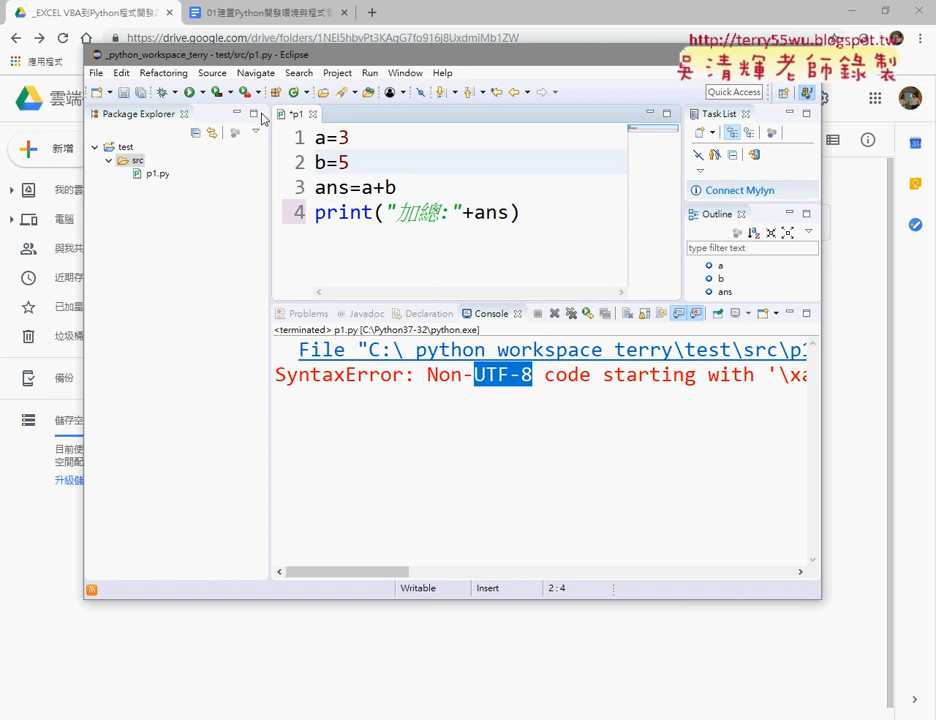 _EXCEL VBA到Python程式開發2
01建置Python開發環境與程式
https://drive.google.com/drive/folders/1NEI5hbvPt3KAqG7fo916j8UxdmiMb1ZW
應用程式
http://terry55wu.blogspot.tw
吳清輝老師錄製
_python_workspace_terry - test/src/p1.py - Eclipse
File Edit Refactoring Source Navigate Search Project Run Window Help
Quick Access
雲端
新增
我的雲
電腦
與我共
近期存
已加星
垃圾桶
備份
儲存空
目前使
空間配
升級儲
Package Explorer
test
src
p1.py
*p1
1 a=3
2 b=5
3 ans=a+b
4 print("加總:"+ans)
Task List
Connect Mylyn
Outline
type filter text
a
b
ans
Problems Javadoc Declaration Console
<terminated> p1.py [C:\Python37-32\python.exe]
File "C:\ python workspace terry\test\src\p1
SyntaxError: Non-UTF-8 code starting with '\xa
Writable Insert 2:4